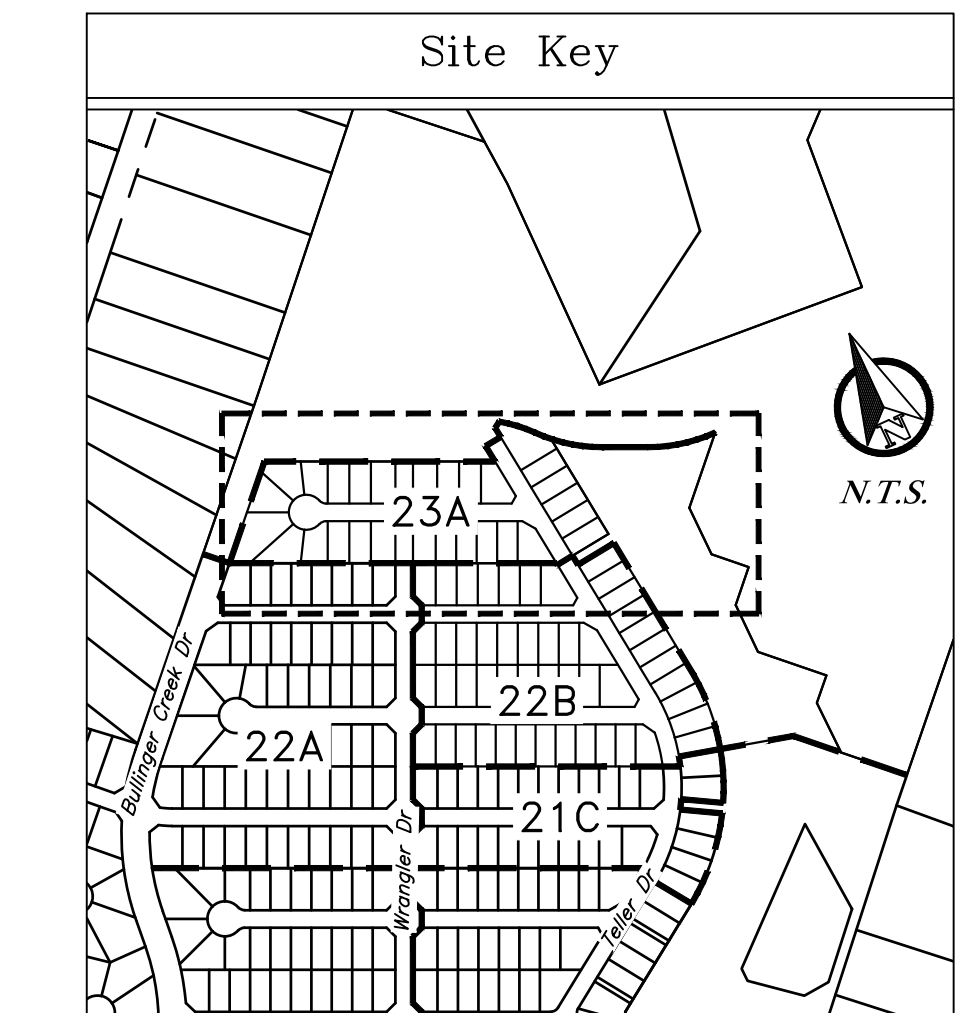 Site Key
N
N.T.S.
23A
22B
22A
21C
Bullinger Creek Dr
Wrangler Dr
Teller Dr